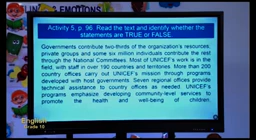 EMOTIONS
Activity 5, p. 96. Read the text and identify whether the
statements are TRUE or FALSE.
Governments contribute two-thirds of the organization's resources,
private groups and some six million individuals contribute the rest
through the National Committees. Most of UNICEF's work is in the
field, with staff in over 190 countries and territories. More than 200
country offices carry out UNICEF's mission through programs
developed with host governments. Seven regional offices provide
technical assistance to country offices as needed. UNICEF's
programs emphasize developing community-level services to
promote the health and well-being of children.
English
Grade 10